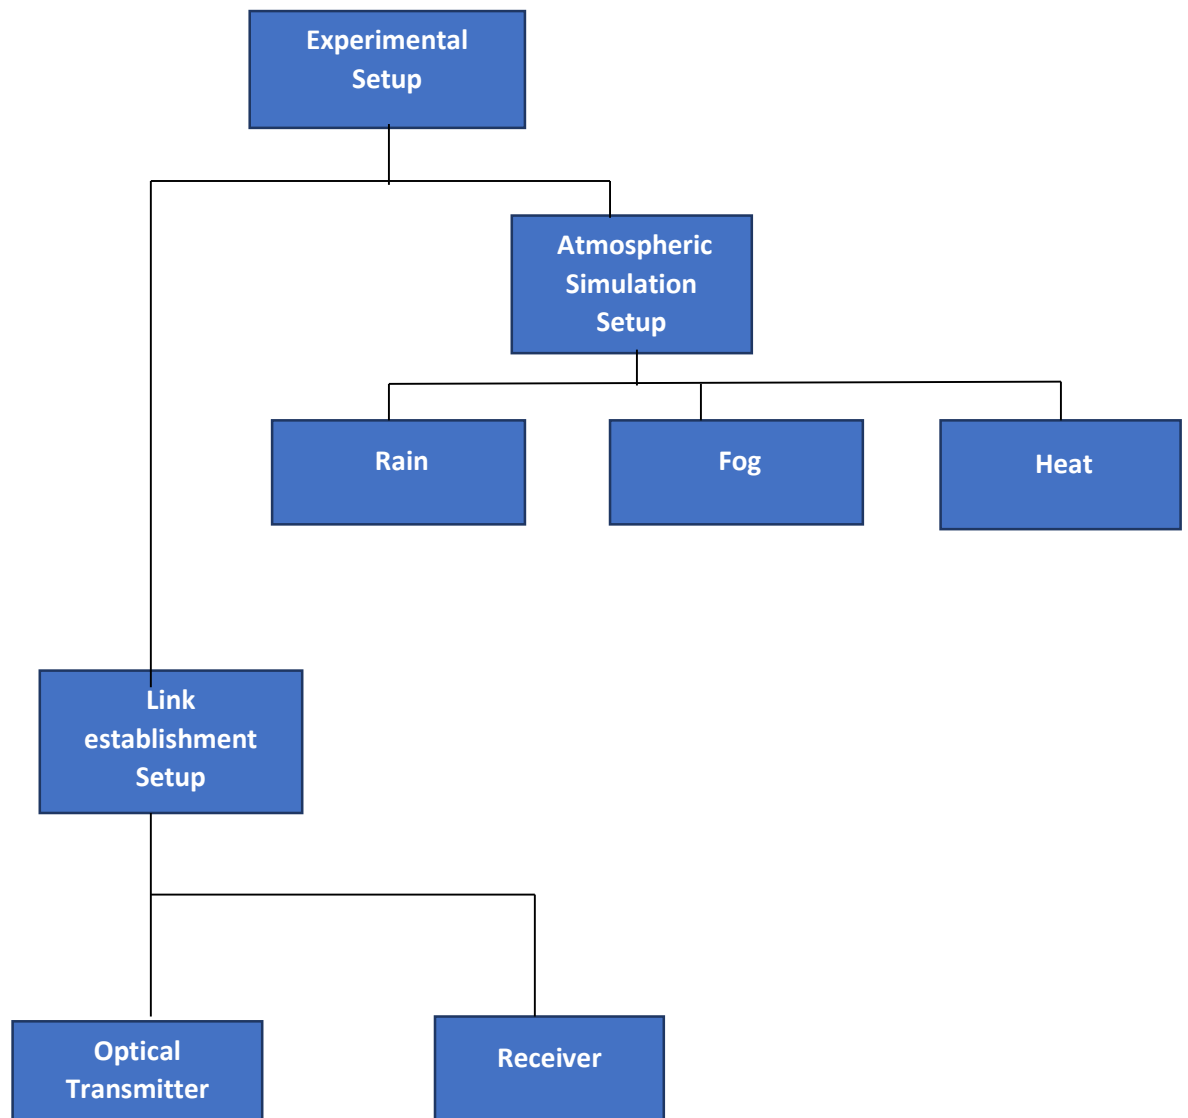 Experimental
Setup
Atmospheric
Simulation
Setup
Rain
Fog
Heat
Link
establishment
Setup
Optical
Transmitter
Receiver